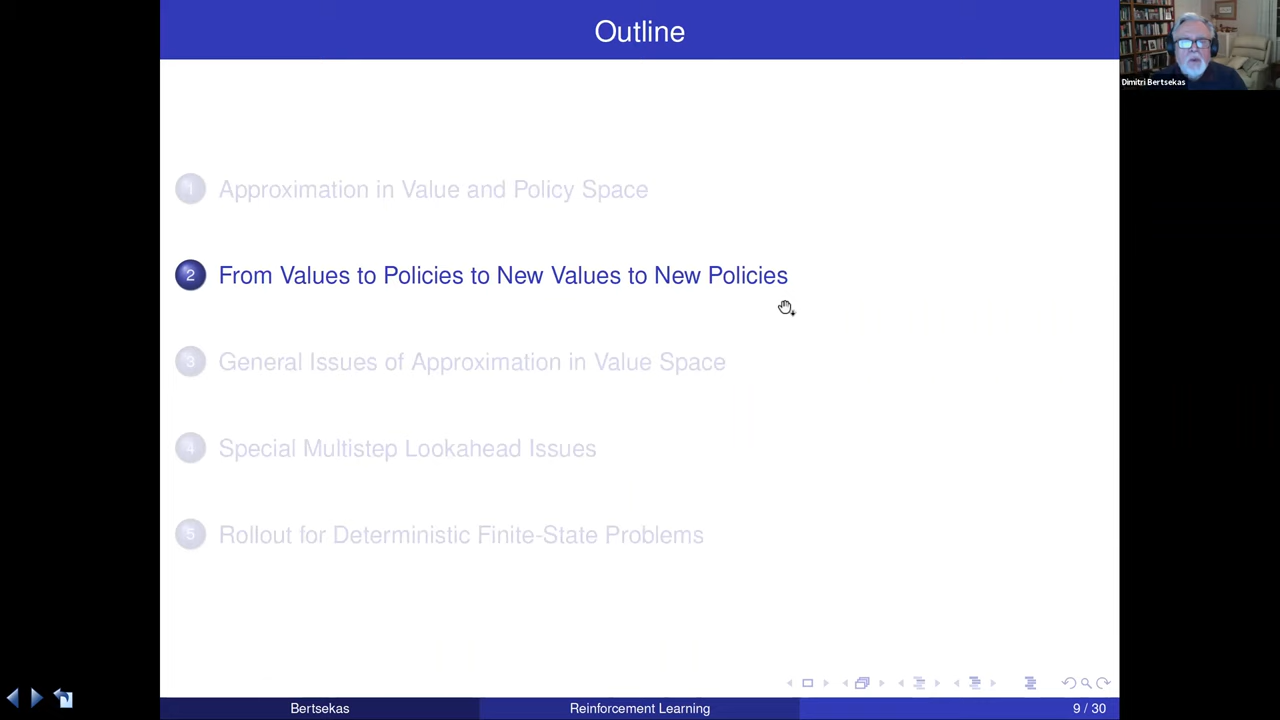 Outline
Dimitri Bertsekas
1 Approximation in Value and Policy Space
2 From Values to Policies to New Values to New Policies
3 General Issues of Approximation in Value Space
4 Special Multistep Lookahead Issues
5 Rollout for Deterministic Finite-State Problems
Bertsekas Reinforcement Learning 9 / 30